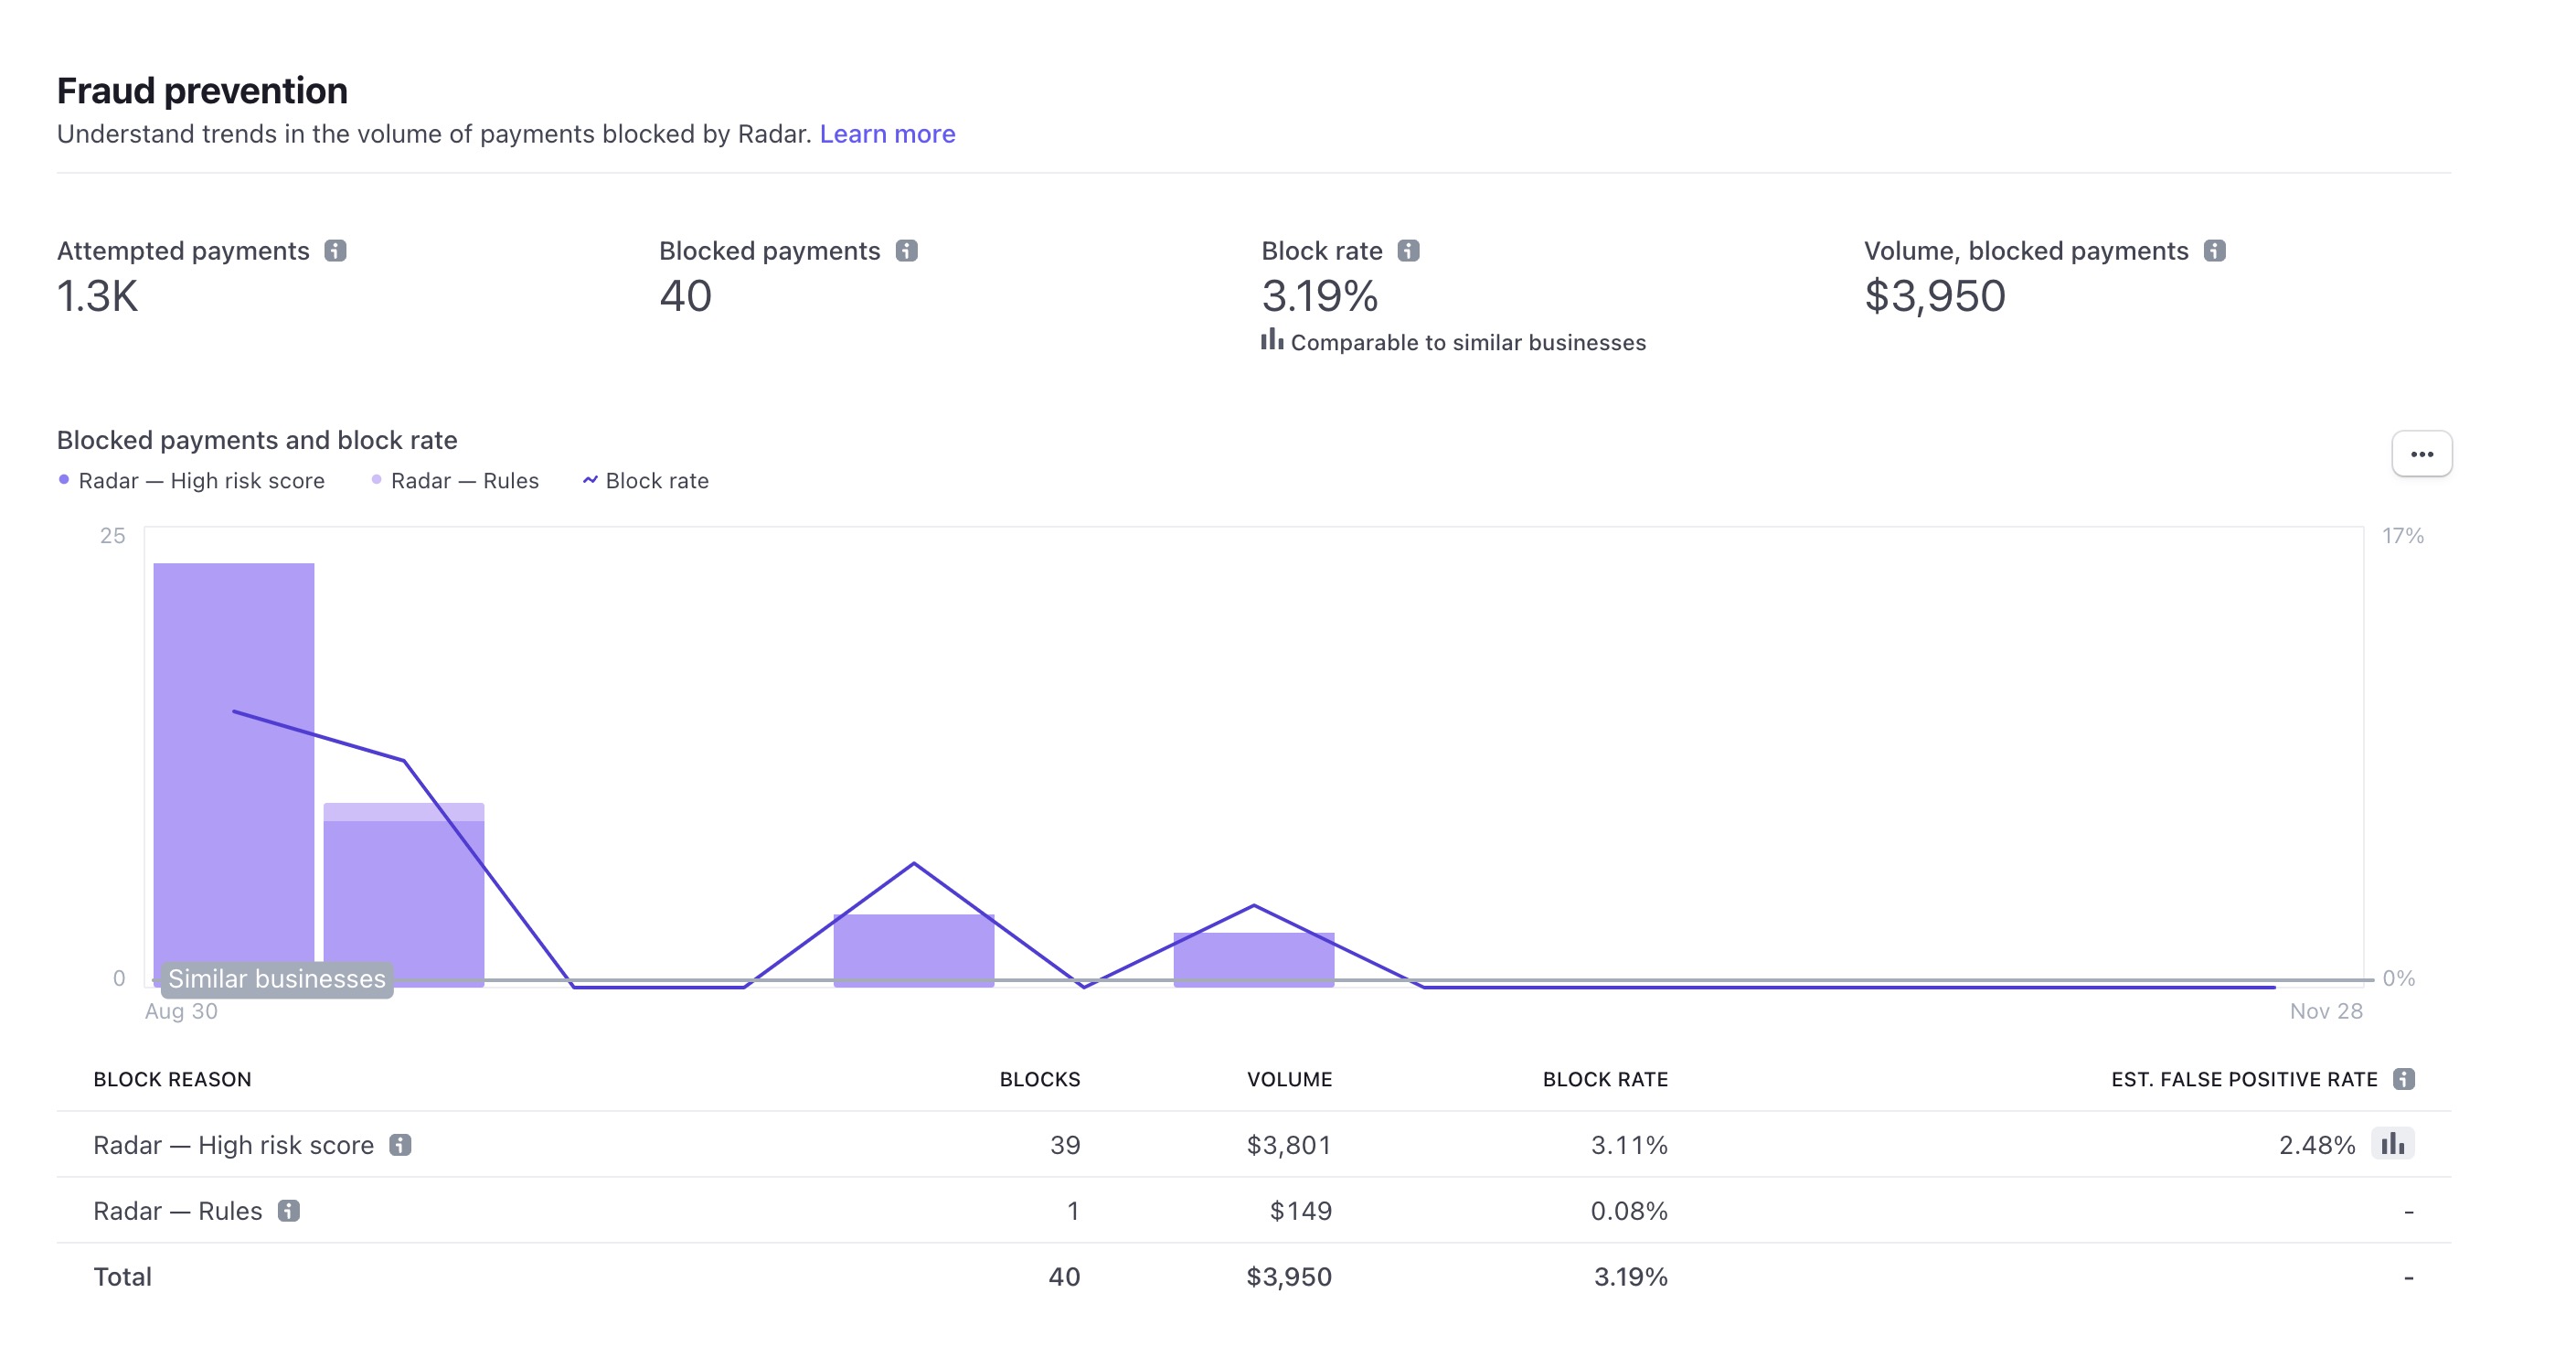 Fraud prevention
Understand trends in the volume of payments blocked by Radar. Learn more
Attempted payments
1.3K
Blocked payments
40
Block rate
3.19%
Comparable to similar businesses
Volume, blocked payments
$3,950
Blocked payments and block rate
Radar — High risk score Radar — Rules Block rate
25 17%
Similar businesses
0 0%
Aug 30 Nov 28
BLOCK REASON BLOCKS VOLUME BLOCK RATE EST. FALSE POSITIVE RATE
Radar — High risk score 39 $3,801 3.11% 2.48%
Radar — Rules 1 $149 0.08% -
Total 40 $3,950 3.19% -